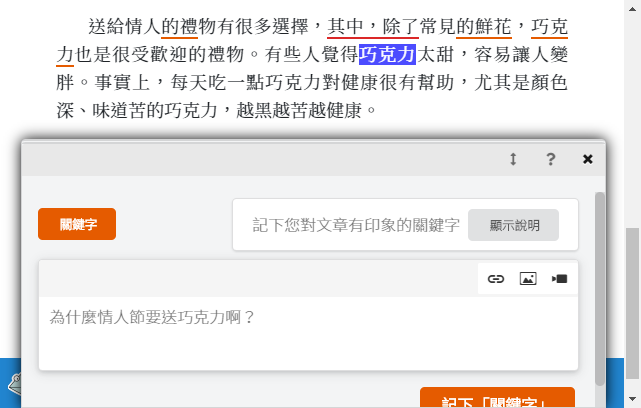 送給情人的禮物有很多選擇，其中，除了常見的鮮花，巧克
力也是很受歡迎的禮物。有些人覺得巧克力太甜，容易讓人變
胖。事實上，每天吃一點巧克力對健康很有幫助，尤其是顏色
深、味道苦的巧克力，越黑越苦越健康。
?
關鍵字
記下您對文章有印象的關鍵字
顯示說明
為什麼情人節要送巧克力啊？
記下「關鍵字」